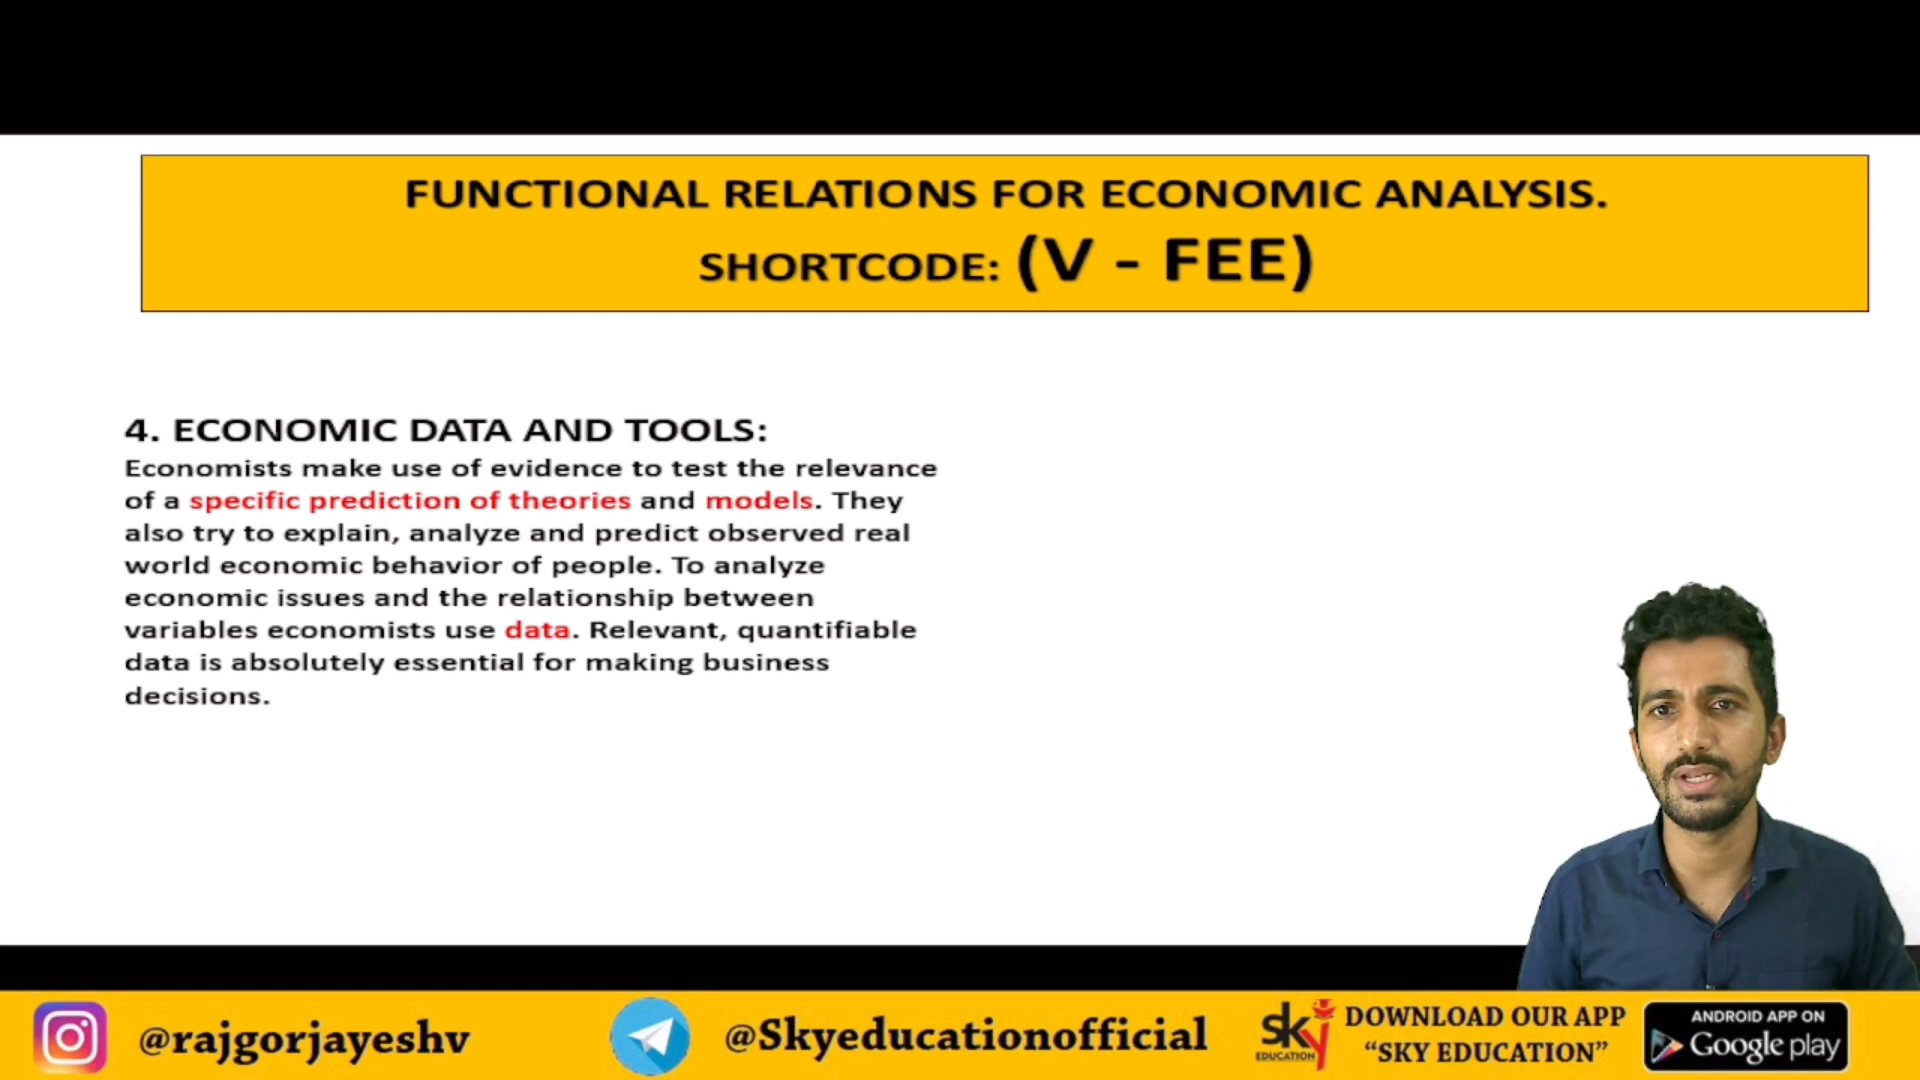 FUNCTIONAL RELATIONS FOR ECONOMIC ANALYSIS.
SHORTCODE: (V - FEE)
4. ECONOMIC DATA AND TOOLS:
Economists make use of evidence to test the relevance
of a specific prediction of theories and models. They
also try to explain, analyze and predict observed real
world economic behavior of people. To analyze
economic issues and the relationship between
variables economists use data. Relevant, quantifiable
data is absolutely essential for making business
decisions.
@rajgorjayeshv
@Skyeducationofficial
sky
EDUCATION
DOWNLOAD OUR APP
“SKY EDUCATION”
ANDROID APP ON
Google play